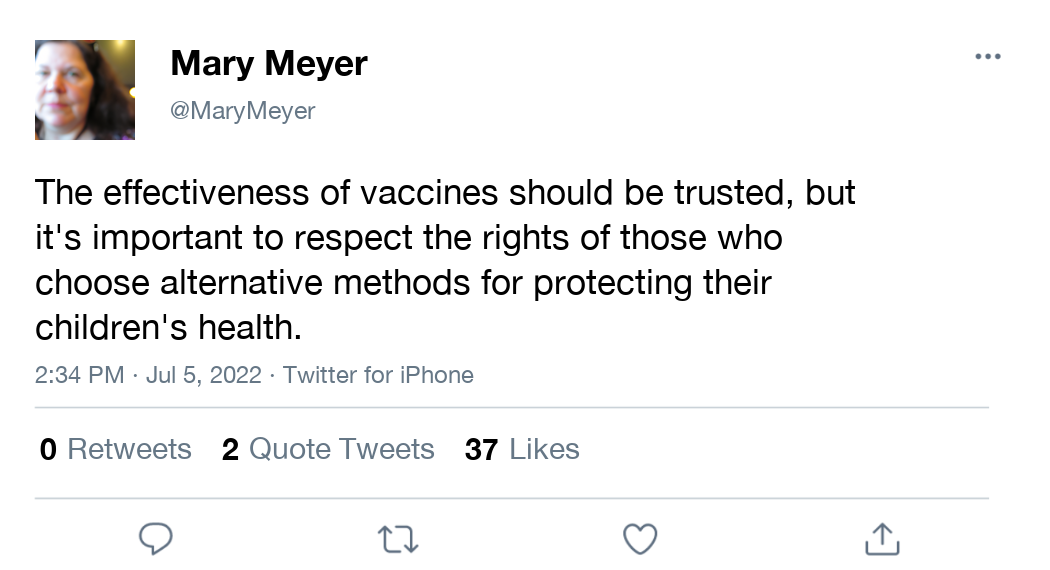 Mary Meyer
@MaryMeyer
The effectiveness of vaccines should be trusted, but
it's important to respect the rights of those who
choose alternative methods for protecting their
children's health.
2:34 PM · Jul 5, 2022 · Twitter for iPhone
0 Retweets 2 Quote Tweets 37 Likes